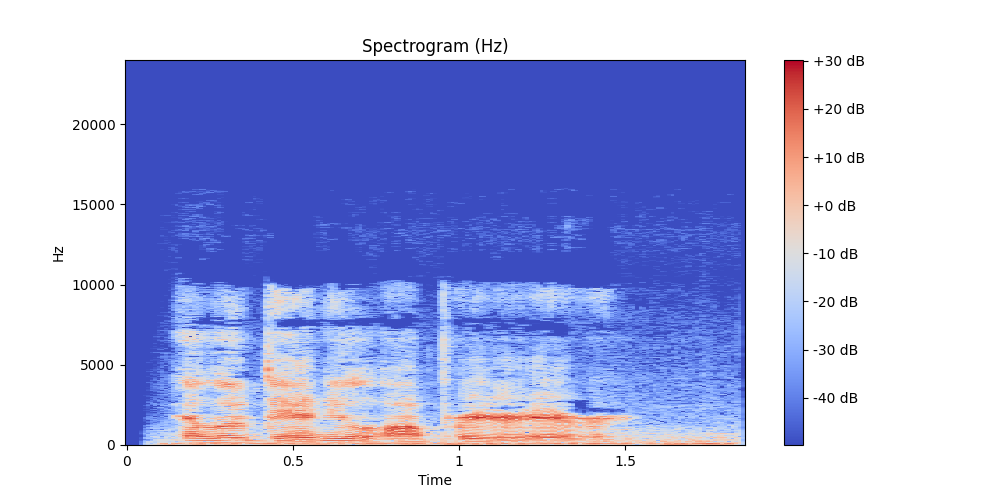 Spectrogram (Hz)
+30 dB
+20 dB
+10 dB
+0 dB
-10 dB
-20 dB
-30 dB
-40 dB
20000
15000
10000
5000
0
Hz
0
0.5
1
1.5
Time